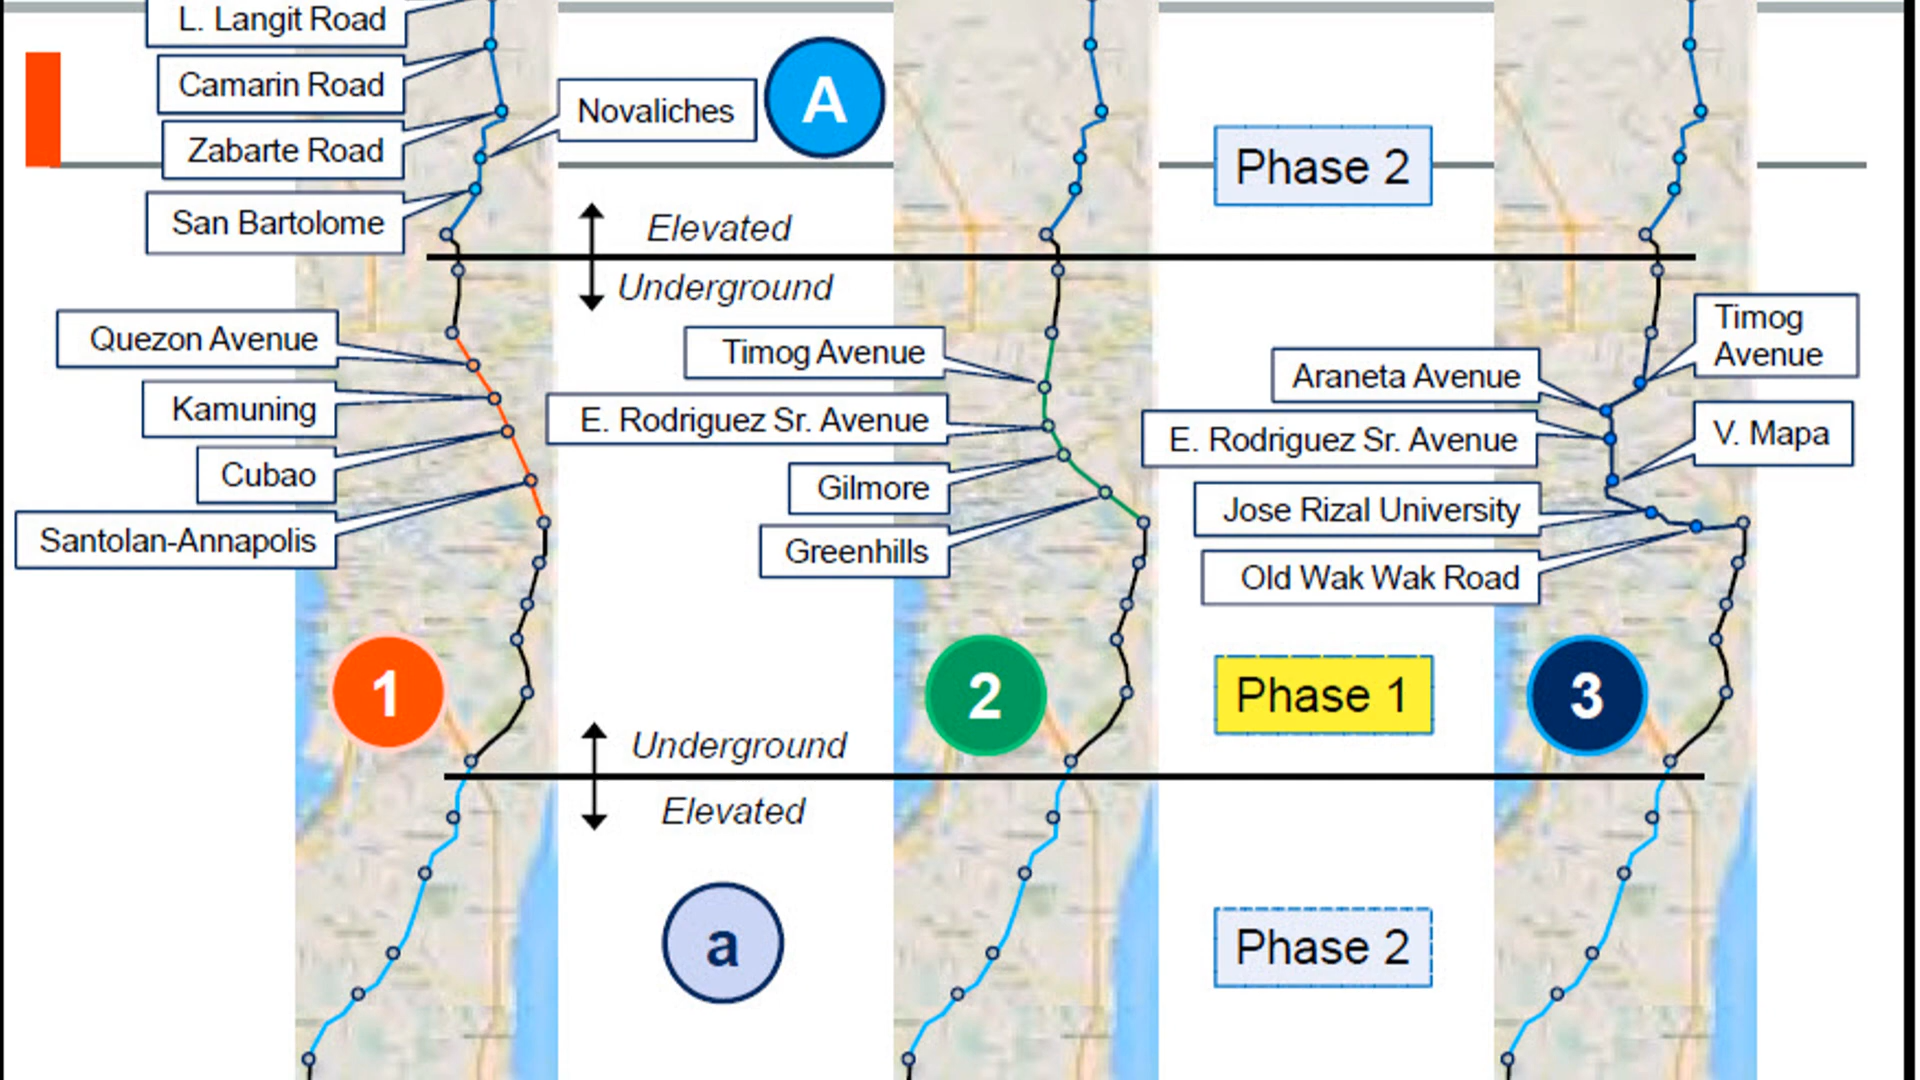 L. Langit Road
Camarin Road
A
Novaliches
Zabarte Road
Phase 2
San Bartolome
Elevated
Underground
Quezon Avenue
Kamuning
Cubao
Santolan-Annapolis
Timog Avenue
E. Rodriguez Sr. Avenue
Gilmore
Greenhills
Timog
Avenue
Araneta Avenue
E. Rodriguez Sr. Avenue
V. Mapa
Jose Rizal University
Old Wak Wak Road
1
2
Phase 1
3
Underground
Elevated
a
Phase 2